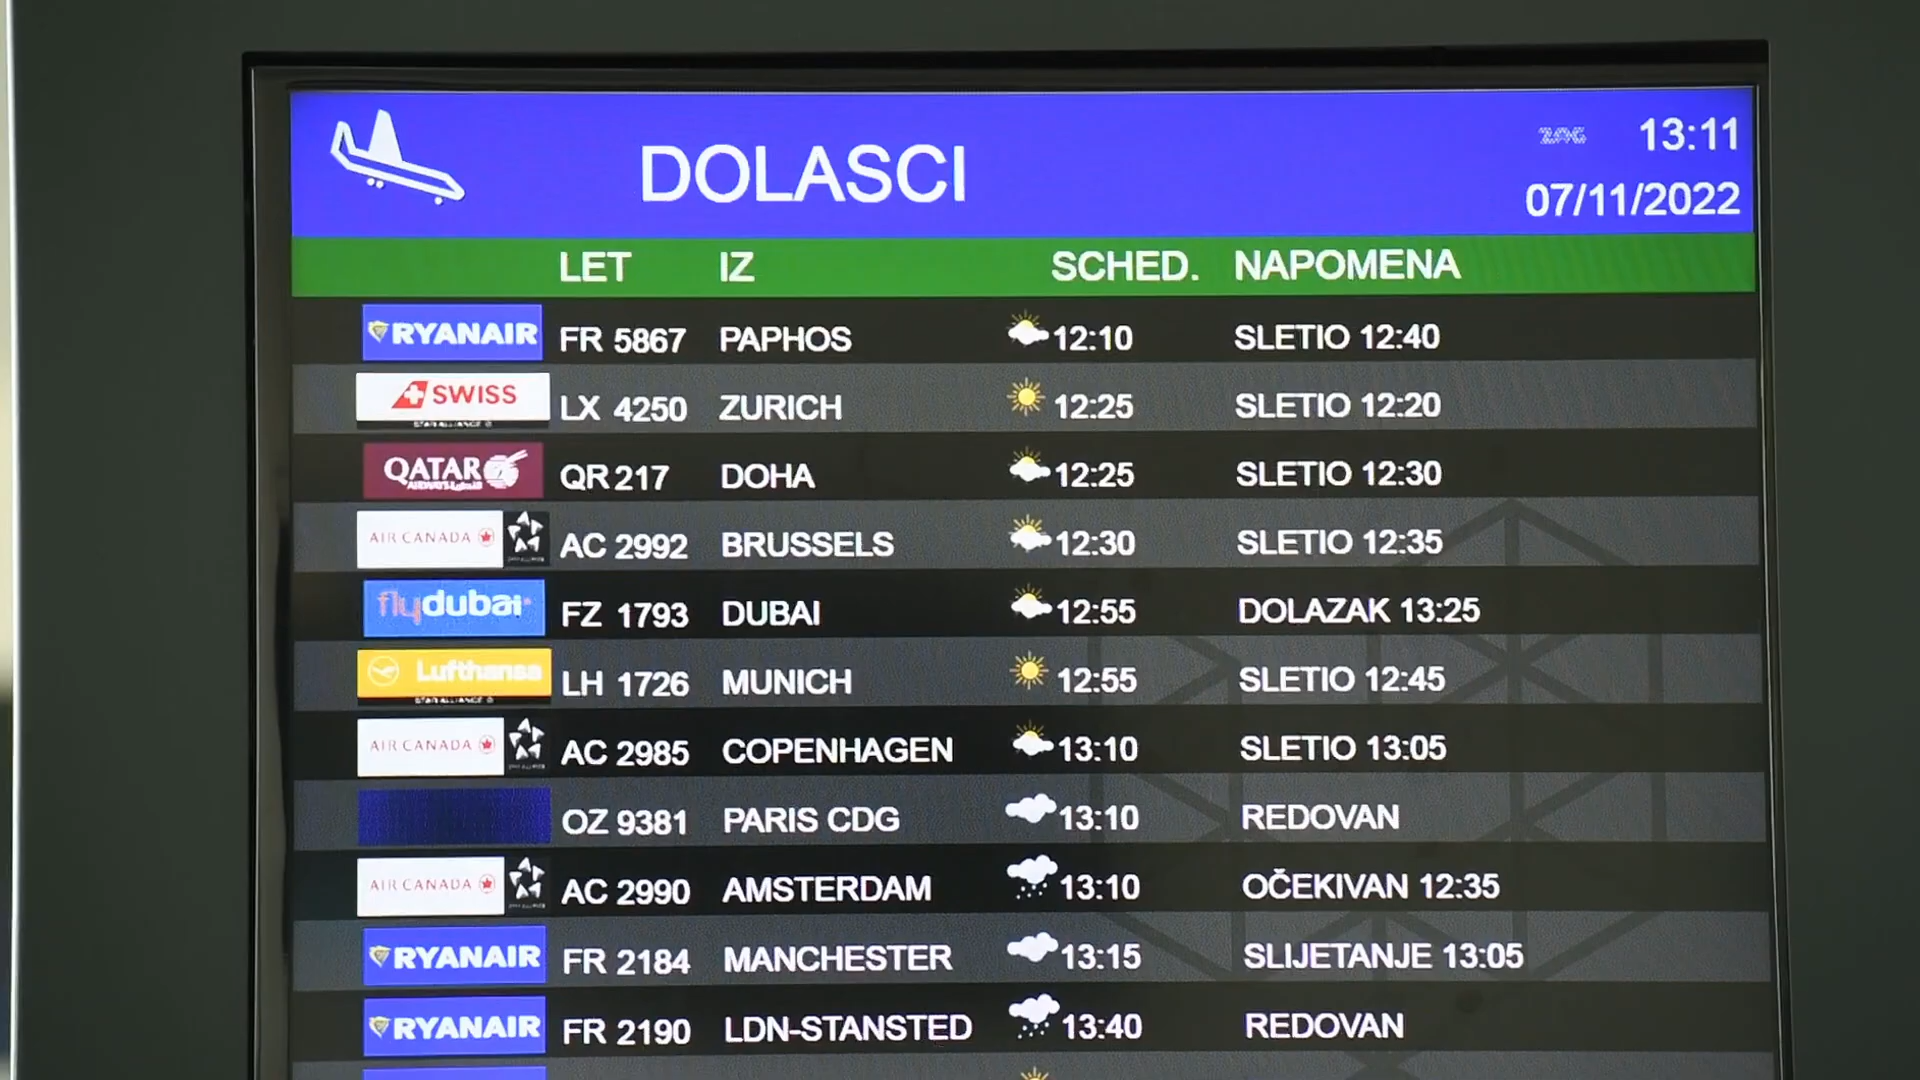 DOLASCI
ZAG 13:11
07/11/2022
LET IZ SCHED. NAPOMENA
RYANAIR FR 5867 PAPHOS 12:10 SLETIO 12:40
SWISS LX 4250 ZURICH 12:25 SLETIO 12:20
STAR ALLIANCE
QATAR QR 217 DOHA 12:25 SLETIO 12:30
AIRWAYS
AIR CANADA AC 2992 BRUSSELS 12:30 SLETIO 12:35
flydubai FZ 1793 DUBAI 12:55 DOLAZAK 13:25
Lufthansa LH 1726 MUNICH 12:55 SLETIO 12:45
STAR ALLIANCE
AIR CANADA AC 2985 COPENHAGEN 13:10 SLETIO 13:05
OZ 9381 PARIS CDG 13:10 REDOVAN
AIR CANADA AC 2990 AMSTERDAM 13:10 OČEKIVAN 12:35
RYANAIR FR 2184 MANCHESTER 13:15 SLIJETANJE 13:05
RYANAIR FR 2190 LDN-STANSTED 13:40 REDOVAN